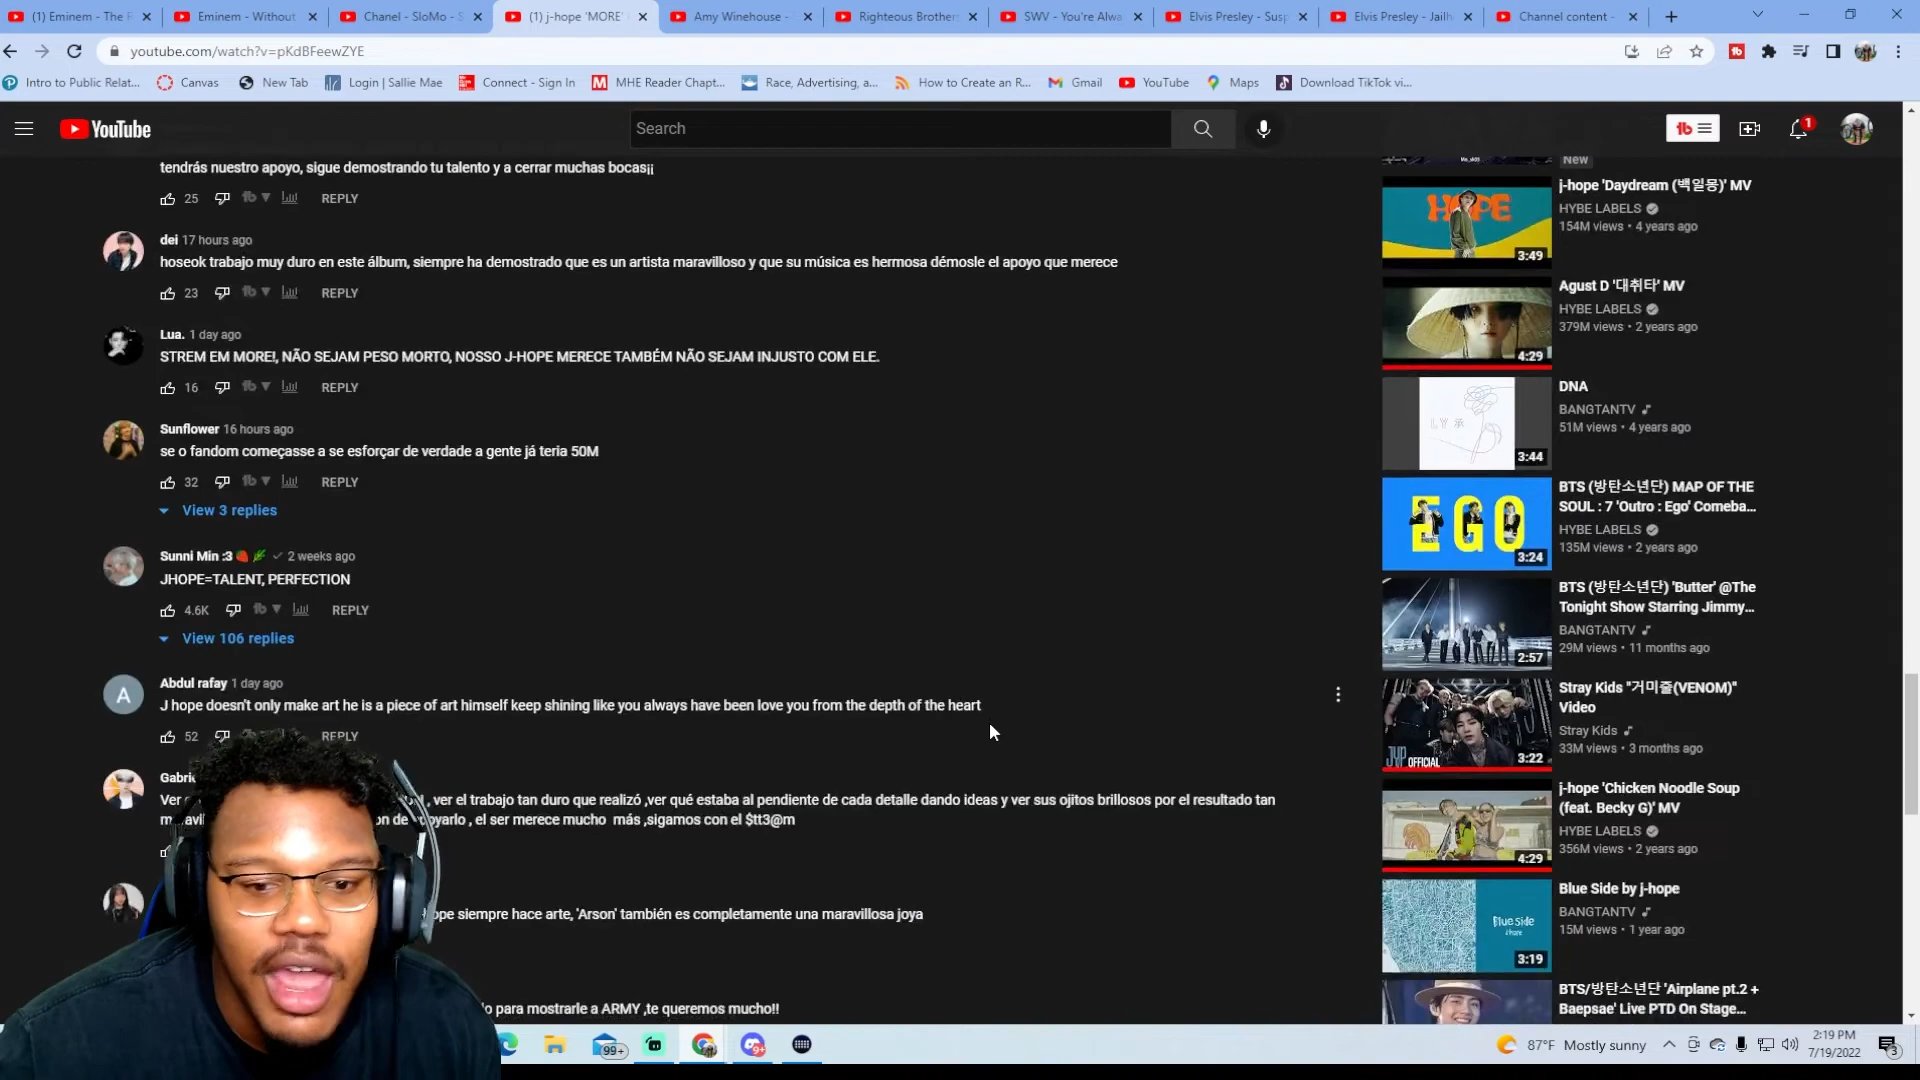 (1) Eminem - The R
Eminem - Without
Chanel - SloMo - S
(1) j-hope 'MORE'
Amy Winehouse -
Righteous Brother
SWV - You're Alwa
Elvis Presley - Susp
Elvis Presley - Jailh
Channel content -
youtube.com/watch?v=pKdBFeewZYE
Intro to Public Relat...
Canvas
New Tab
Login | Sallie Mae
Connect - Sign In
MHE Reader Chapt...
Race, Advertising, a...
How to Create an R...
Gmail
YouTube
Maps
Download TikTok vi...
YouTube
Search
1
tendrás nuestro apoyo, sigue demostrando tu talento y a cerrar muchas bocas¡¡
25 REPLY
dei 17 hours ago
hoseok trabajo muy duro en este álbum, siempre ha demostrado que es un artista maravilloso y que su música es hermosa démosle el apoyo que merece
23 REPLY
Lua. 1 day ago
STREM EM MORE!, NÃO SEJAM PESO MORTO, NOSSO J-HOPE MERECE TAMBÉM NÃO SEJAM INJUSTO COM ELE.
16 REPLY
Sunflower 16 hours ago
se o fandom começasse a se esforçar de verdade a gente já teria 50M
32 REPLY
View 3 replies
Sunni Min :3 🍓🌿 ✓ 2 weeks ago
JHOPE=TALENT, PERFECTION
4.6K REPLY
View 106 replies
A
Abdul rafay 1 day ago
J hope doesn't only make art he is a piece of art himself keep shining like you always have been love you from the depth of the heart
52 REPLY
Gabrie
Ver , ver el trabajo tan duro que realizó ,ver qué estaba al pendiente de cada detalle dando ideas y ver sus ojitos brillosos por el resultado tan
maravil on de apoyarlo , el ser merece mucho más ,sigamos con el $tt3@m
hope siempre hace arte, 'Arson' también es completamente una maravillosa joya
o para mostrarle a ARMY ,te queremos mucho!!
New
HOPE
3:49
j-hope 'Daydream (백일몽)' MV
HYBE LABELS
154M views • 4 years ago
4:29
Agust D '대취타' MV
HYBE LABELS
379M views • 2 years ago
LY 承
3:44
DNA
BANGTANTV
51M views • 4 years ago
EGO
3:24
BTS (방탄소년단) MAP OF THE
SOUL : 7 'Outro : Ego' Comeba...
HYBE LABELS
135M views • 2 years ago
2:57
BTS (방탄소년단) 'Butter' @The
Tonight Show Starring Jimmy...
BANGTANTV
29M views • 11 months ago
JYP OFFICIAL
3:22
Stray Kids "거미줄(VENOM)"
Video
Stray Kids
33M views • 3 months ago
4:29
j-hope 'Chicken Noodle Soup
(feat. Becky G)' MV
HYBE LABELS
356M views • 2 years ago
Blue Side
3:19
Blue Side by j-hope
BANGTANTV
15M views • 1 year ago
BTS/방탄소년단 'Airplane pt.2 +
Baepsae' Live PTD On Stage...
99+
9+
87°F Mostly sunny
2:19 PM
7/19/2022
3